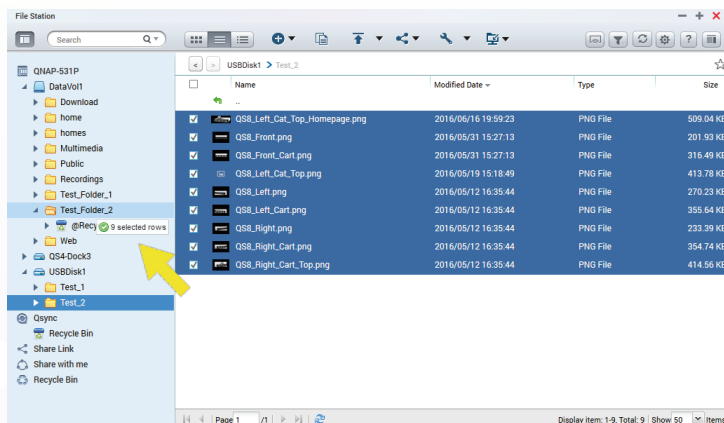 File Station
Search
QNAP-531P
DataVol1
Download
home
homes
Multimedia
Public
Recordings
Test_Folder_1
Test_Folder_2
@Recy
9 selected rows
Web
QS4-Dock3
USBDisk1
Test_1
Test_2
Qsync
Recycle Bin
Share Link
Share with me
Recycle Bin
USBDisk1 > Test_2
Name Modified Date Type Size
..
QS8_Left_Cat_Top_Homepage.png 2016/06/16 19:59:23 PNG File 509.04 KB
QS8_Front.png 2016/05/31 15:27:13 PNG File 201.93 KB
QS8_Front_Cart.png 2016/05/31 15:27:13 PNG File 316.49 KB
QS8_Left_Cat_Top.png 2016/05/19 15:18:49 PNG File 413.78 KB
QS8_Left.png 2016/05/12 16:35:44 PNG File 270.23 KB
QS8_Left_Cart.png 2016/05/12 16:35:44 PNG File 355.64 KB
QS8_Right.png 2016/05/12 16:35:44 PNG File 233.39 KB
QS8_Right_Cart.png 2016/05/12 16:35:44 PNG File 354.74 KB
QS8_Right_Cart_Top.png 2016/05/12 16:35:44 PNG File 414.56 KB
Page 1 /1 Display item: 1-9, Total: 9 Show 50 Items